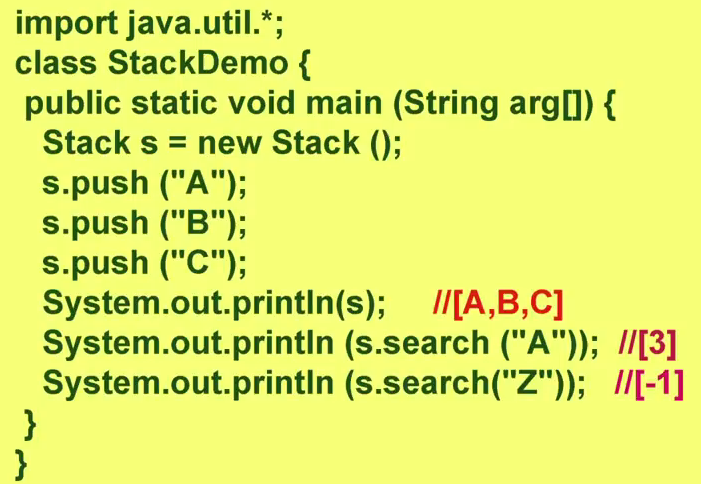 import java.util.*;
class StackDemo {
public static void main (String arg[]) {
Stack s = new Stack ();
s.push ("A");
s.push ("B");
s.push ("C");
System.out.println(s); //[A,B,C]
System.out.println (s.search ("A")); //[3]
System.out.println (s.search("Z")); //[-1]
}
}